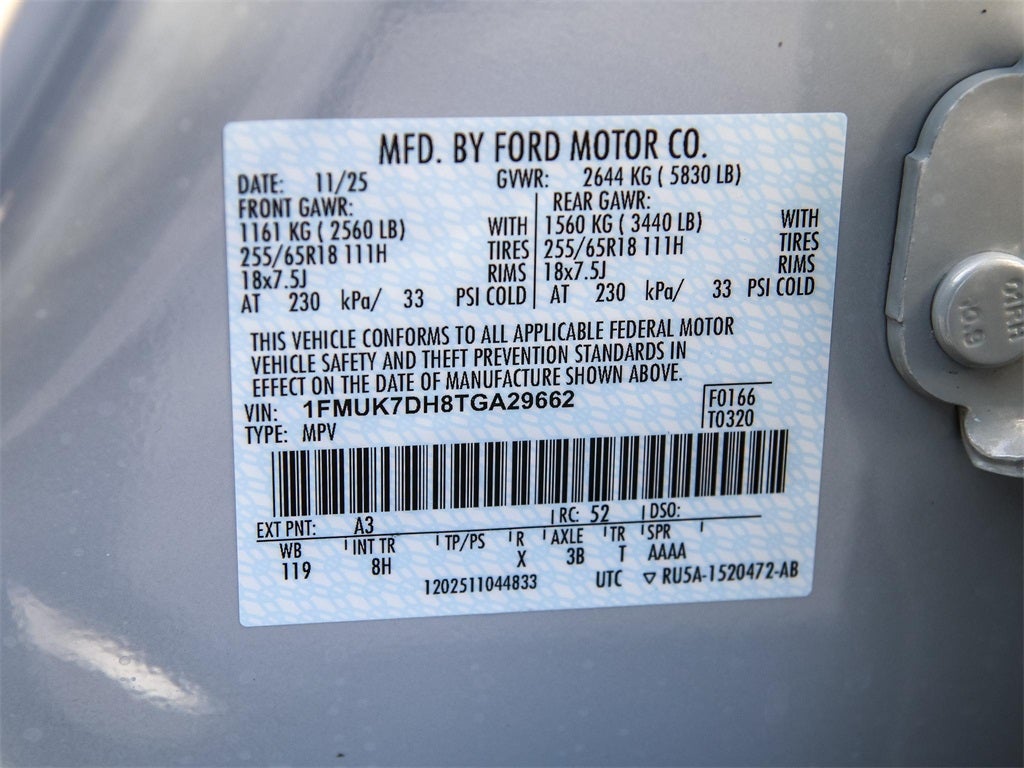 MFD. BY FORD MOTOR CO.
DATE: 11/25 GVWR: 2644 KG ( 5830 LB)
FRONT GAWR: REAR GAWR:
1161 KG ( 2560 LB) WITH 1560 KG ( 3440 LB) WITH
255/65R18 111H TIRES 255/65R18 111H TIRES
18x7.5J RIMS 18x7.5J RIMS
AT 230 kPa/ 33 PSI COLD AT 230 kPa/ 33 PSI COLD
THIS VEHICLE CONFORMS TO ALL APPLICABLE FEDERAL MOTOR
VEHICLE SAFETY AND THEFT PREVENTION STANDARDS IN
EFFECT ON THE DATE OF MANUFACTURE SHOWN ABOVE.
VIN: 1FMUK7DH8TGA29662 F0166
TYPE: MPV T0320
EXT PNT: A3 RC: 52 DSO:
WB INT TR TP/PS R AXLE TR SPR
119 8H X 3B T AAAA
1202511044833 UTC ▽ RU5A-1520472-AB
10.9